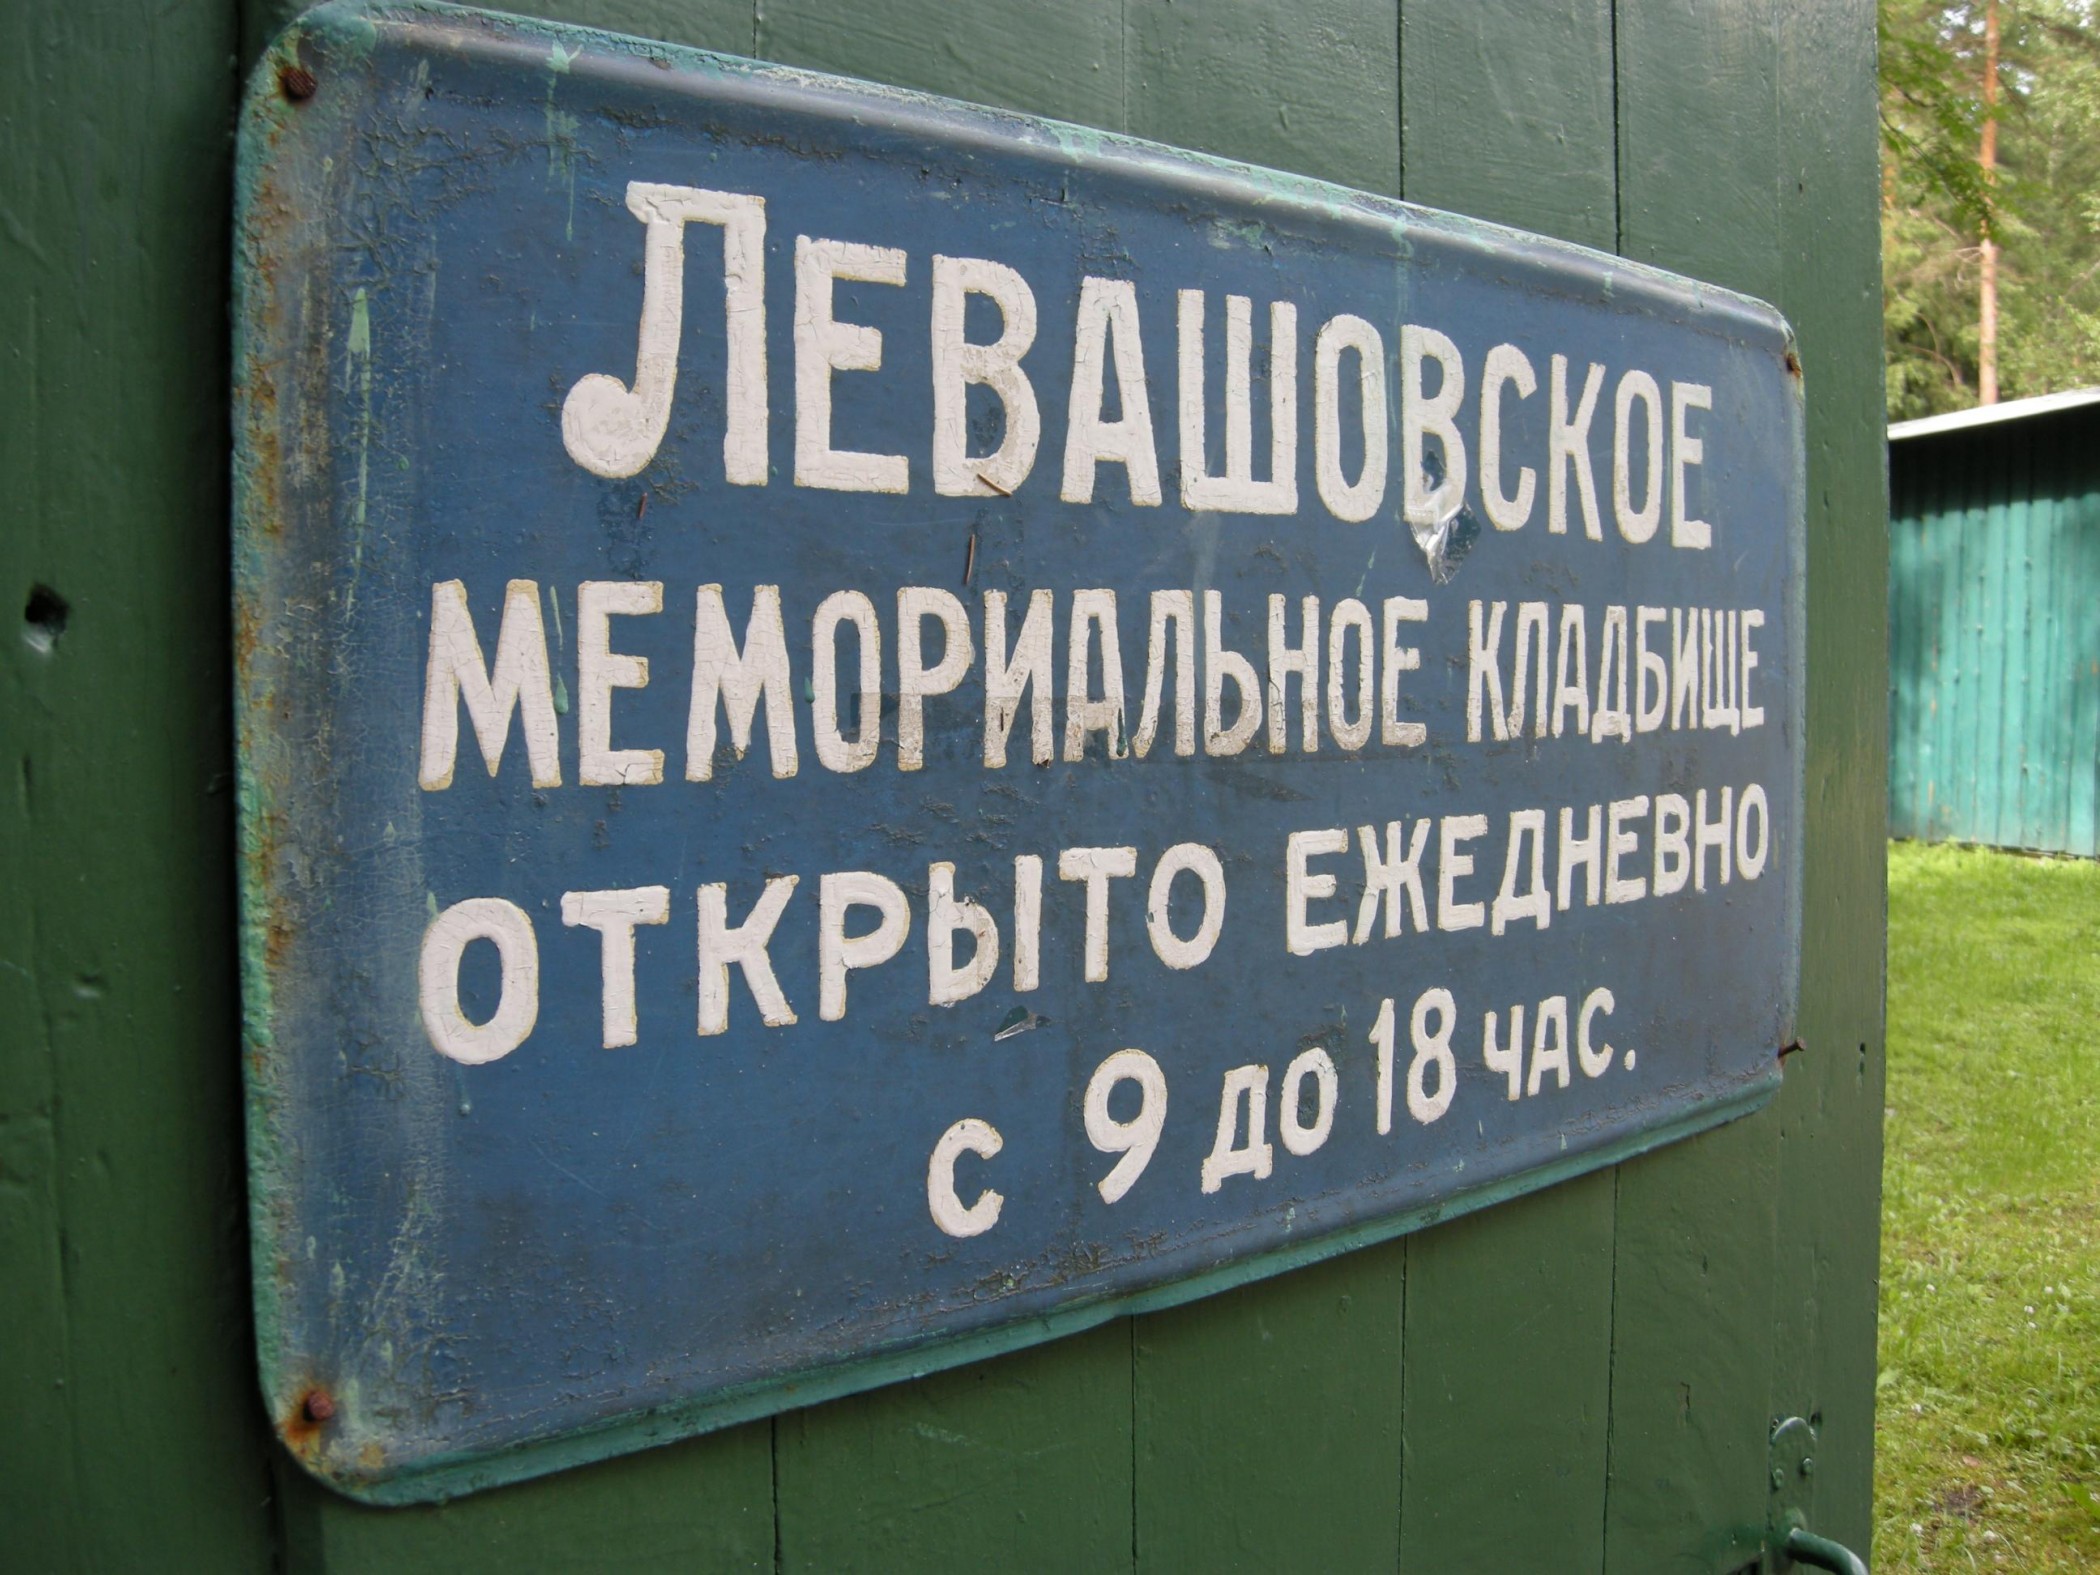 ЛЕВАШОВСКОЕ
МЕМОРИАЛЬНОЕ КЛАДБИЩЕ
ОТКРЫТО ЕЖЕДНЕВНО
С 9 ДО 18 ЧАС.